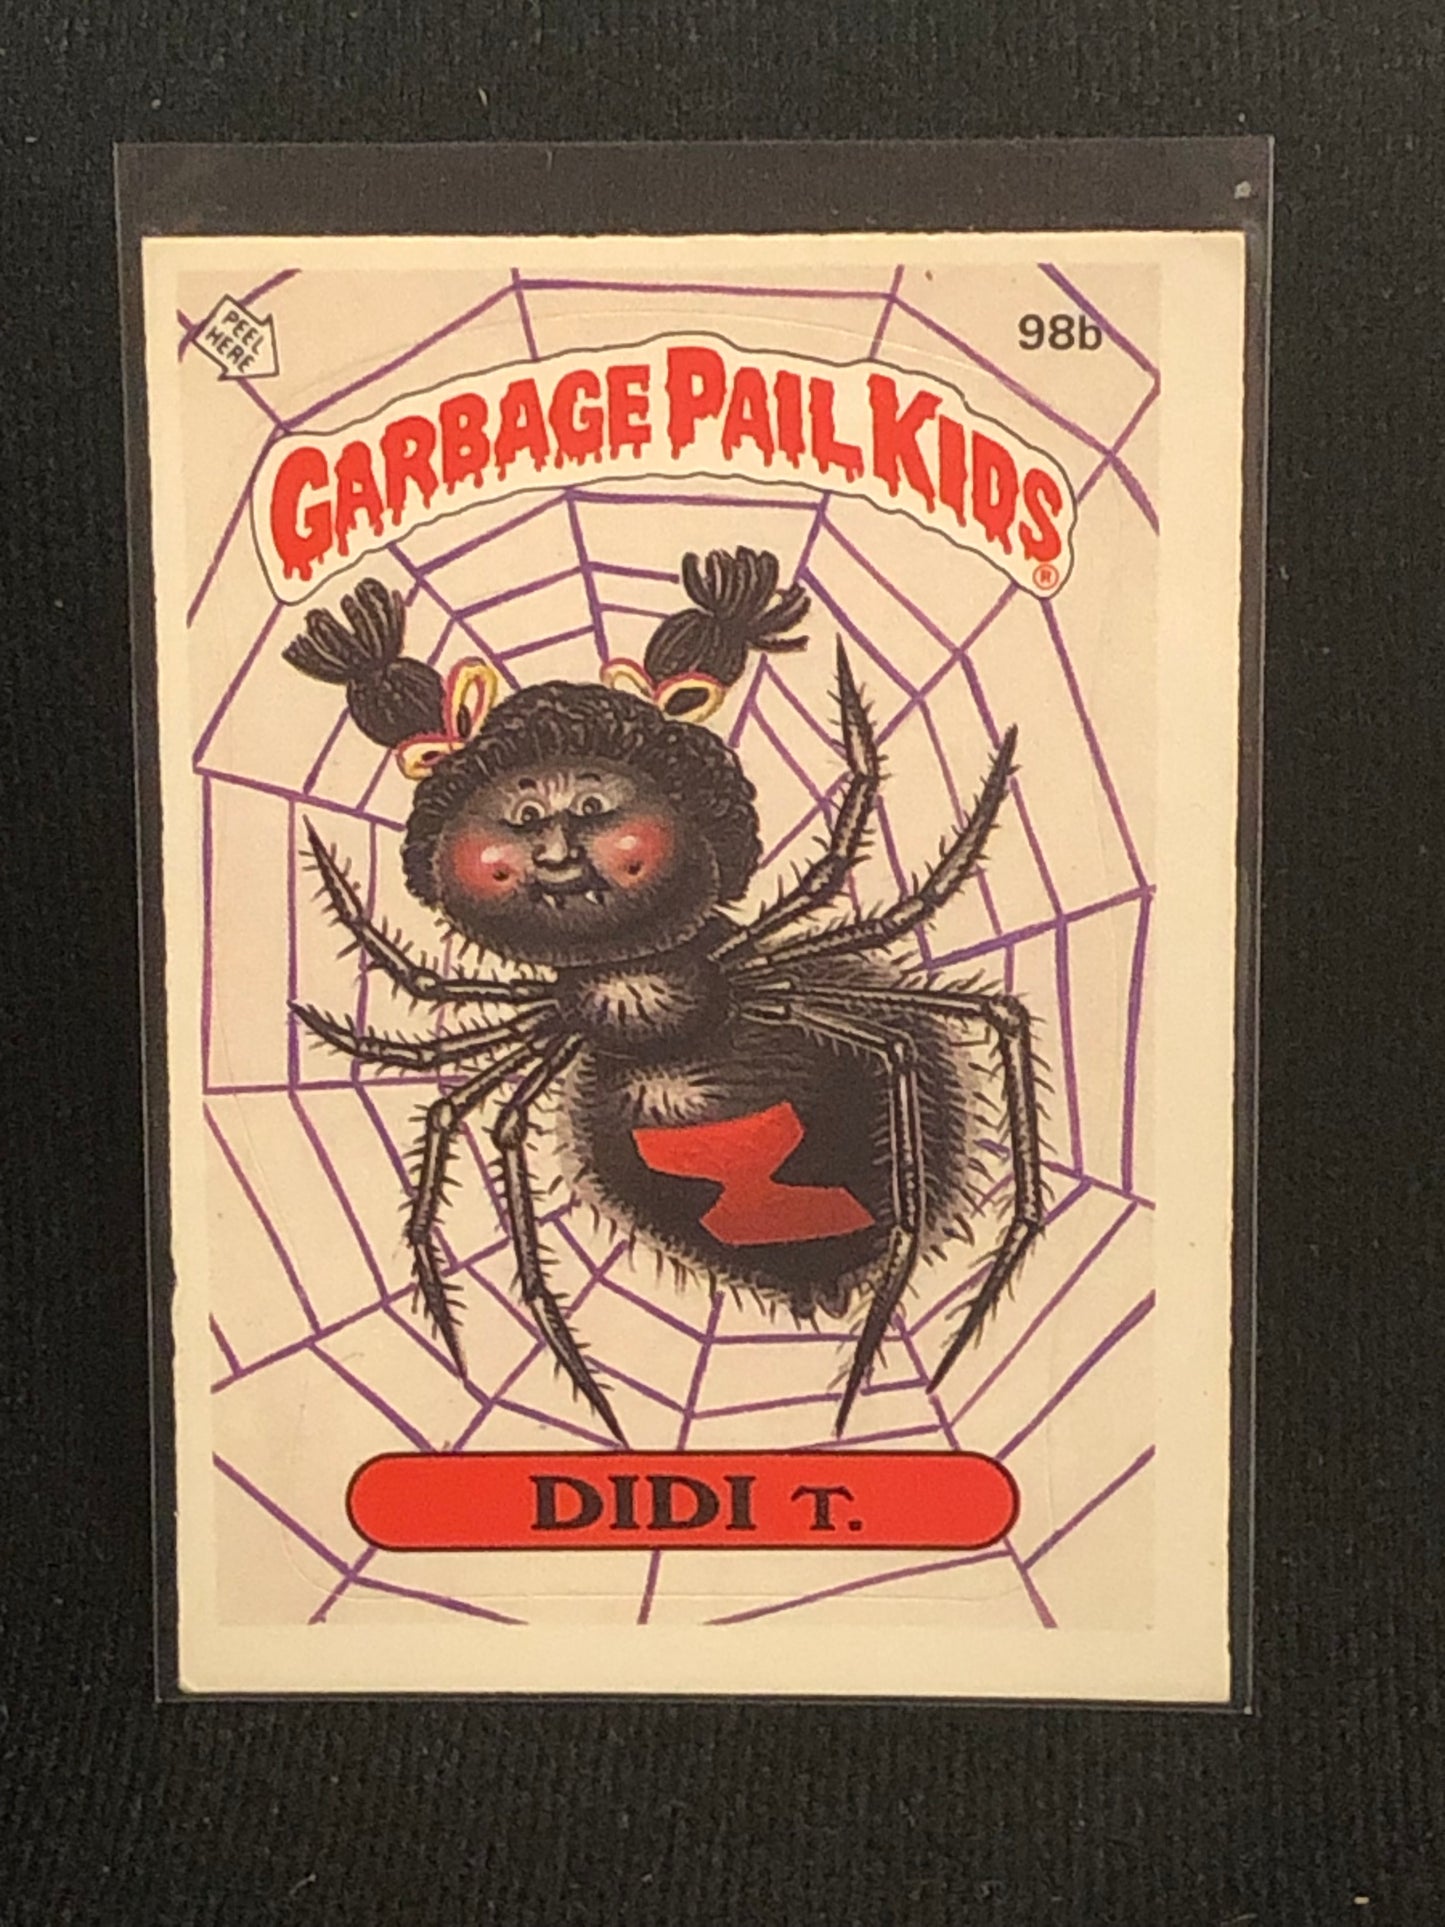 PEEL
HERE
98b
GARBAGE PAIL KIDS
®
DIDI T.